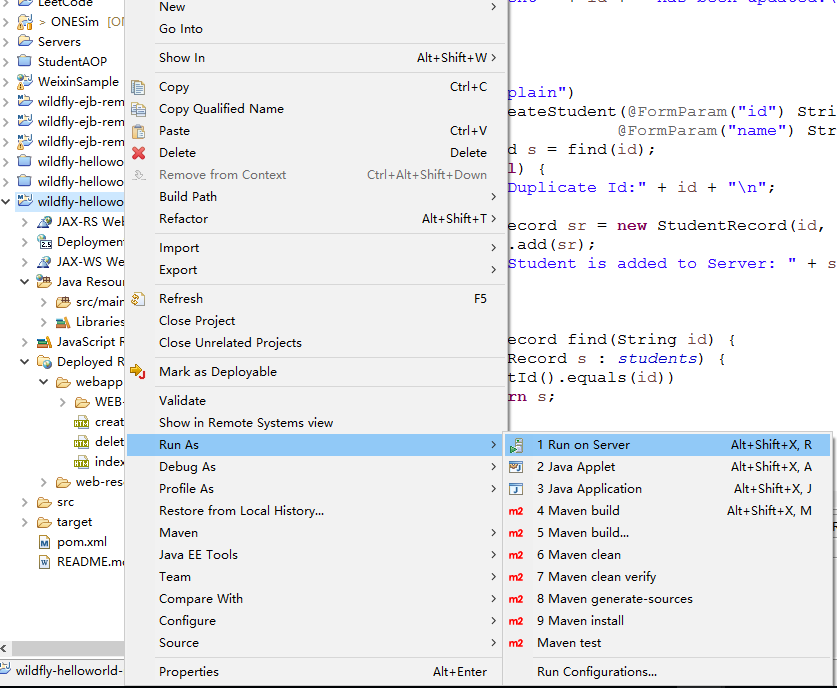 LeetCode
> ONESim
Servers
StudentAOP
WeixinSample
wildfly-ejb-rem
wildfly-ejb-rem
wildfly-ejb-rem
wildfly-hellowo
wildfly-hellowo
wildfly-hellowo
JAX-RS Web
Deploymen
JAX-WS We
Java Resour
src/main
Libraries
JavaScript R
Deployed R
webapp
WEB-
creat
delet
index
web-res
src
target
pom.xml
README.md
wildfly-helloworld-
New
Go Into
Show In Alt+Shift+W >
Copy Ctrl+C
Copy Qualified Name
Paste Ctrl+V
Delete Delete
Remove from Context Ctrl+Alt+Shift+Down
Build Path
Refactor Alt+Shift+T >
Import
Export
Refresh F5
Close Project
Close Unrelated Projects
Mark as Deployable
Validate
Show in Remote Systems view
Run As
Debug As
Profile As
Restore from Local History...
Maven
Java EE Tools
Team
Compare With
Configure
Source
Properties Alt+Enter
1 Run on Server Alt+Shift+X, R
2 Java Applet Alt+Shift+X, A
3 Java Application Alt+Shift+X, J
m2 4 Maven build Alt+Shift+X, M
m2 5 Maven build...
m2 6 Maven clean
m2 7 Maven clean verify
m2 8 Maven generate-sources
m2 9 Maven install
m2 Maven test
Run Configurations...
" + id + " has been updated.\
plain")
eateStudent(@FormParam("id") Stri
@FormParam("name") Str
d s = find(id);
l) {
Duplicate Id:" + id + "\n";
ecord sr = new StudentRecord(id,
.add(sr);
Student is added to Server: " + s
ecord find(String id) {
Record s : students) {
tId().equals(id))
rn s;